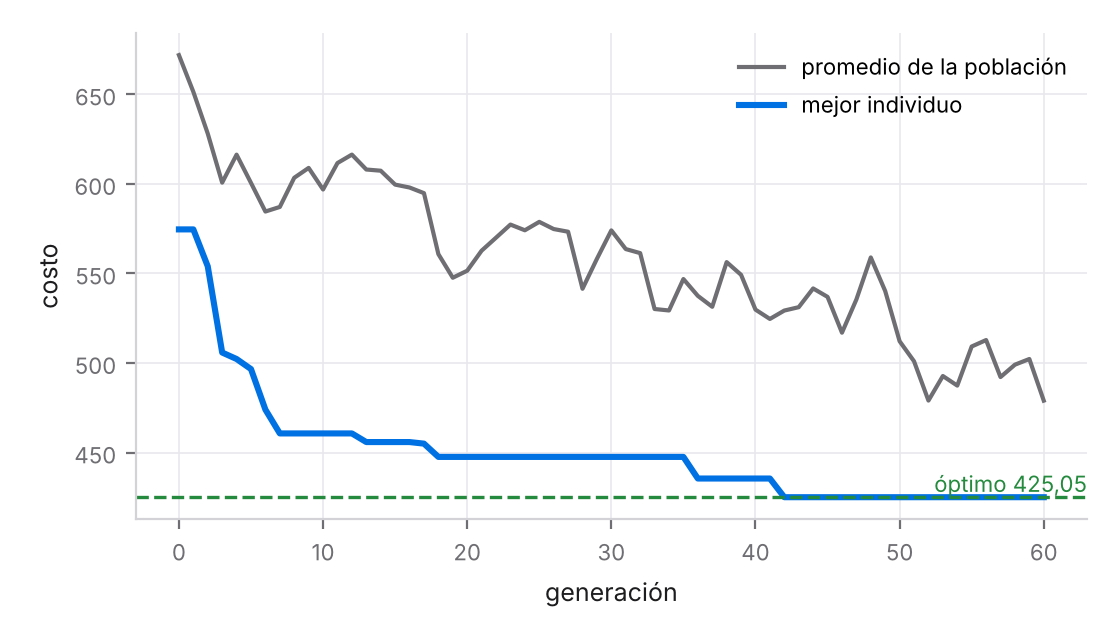 promedio de la población
mejor individuo
650
600
550
500
450
costo
óptimo 425,05
0 10 20 30 40 50 60
generación